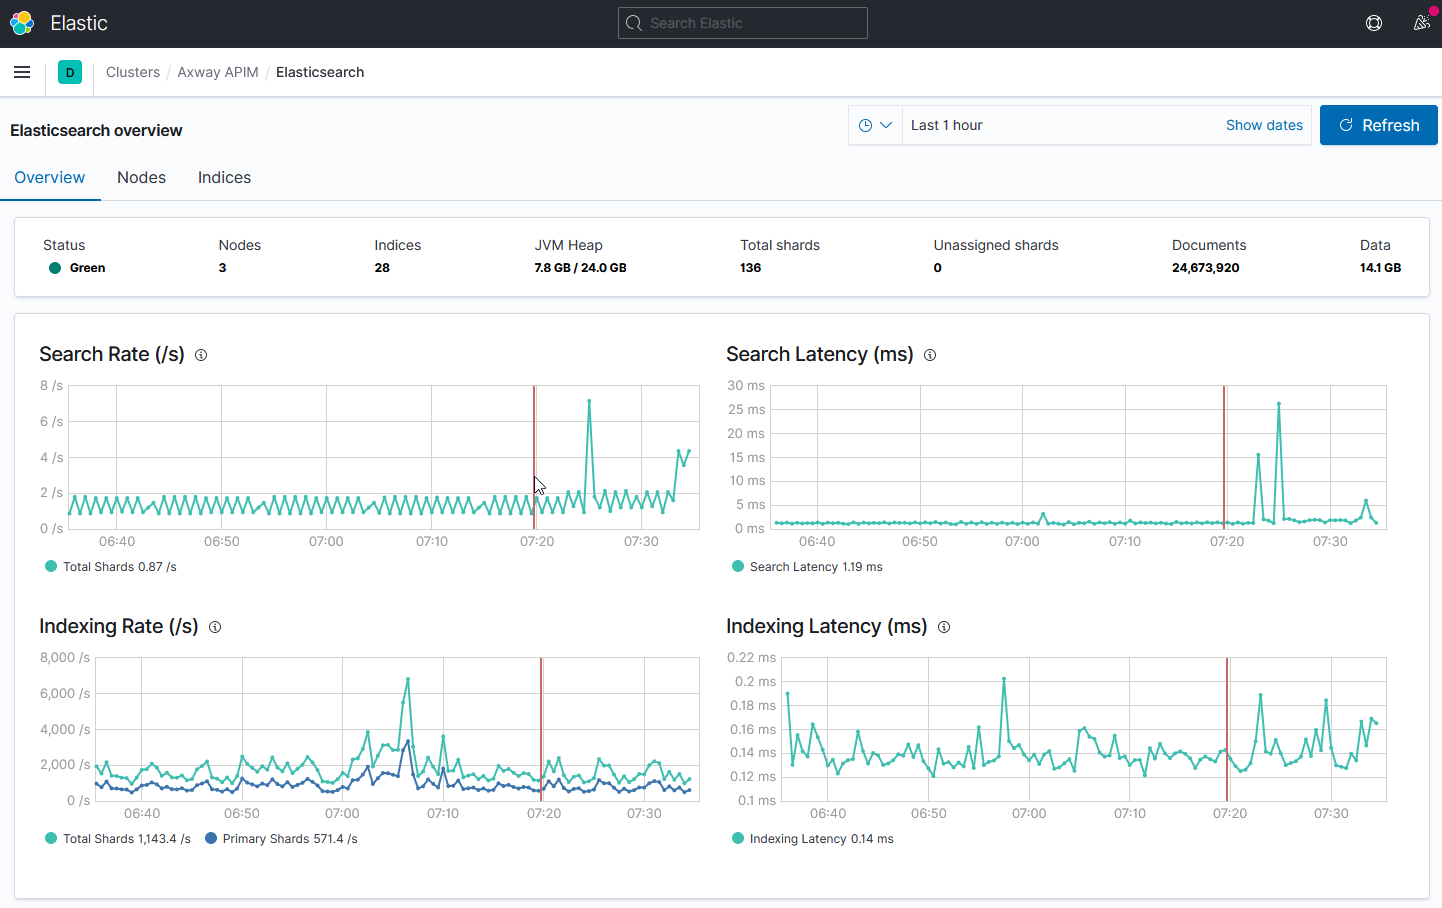 Elastic
Search Elastic
D
Clusters / Axway APIM / Elasticsearch
Elasticsearch overview
Last 1 hour
Show dates
Refresh
Overview Nodes Indices
Status Nodes Indices JVM Heap Total shards Unassigned shards Documents Data
Green 3 28 7.8 GB / 24.0 GB 136 0 24,673,920 14.1 GB
Search Rate (/s)
8 /s
6 /s
4 /s
2 /s
0 /s
06:40 06:50 07:00 07:10 07:20 07:30
Total Shards 0.87 /s
Search Latency (ms)
30 ms
25 ms
20 ms
15 ms
10 ms
5 ms
0 ms
06:40 06:50 07:00 07:10 07:20 07:30
Search Latency 1.19 ms
Indexing Rate (/s)
8,000 /s
6,000 /s
4,000 /s
2,000 /s
0 /s
06:40 06:50 07:00 07:10 07:20 07:30
Total Shards 1,143.4 /s Primary Shards 571.4 /s
Indexing Latency (ms)
0.22 ms
0.2 ms
0.18 ms
0.16 ms
0.14 ms
0.12 ms
0.1 ms
06:40 06:50 07:00 07:10 07:20 07:30
Indexing Latency 0.14 ms